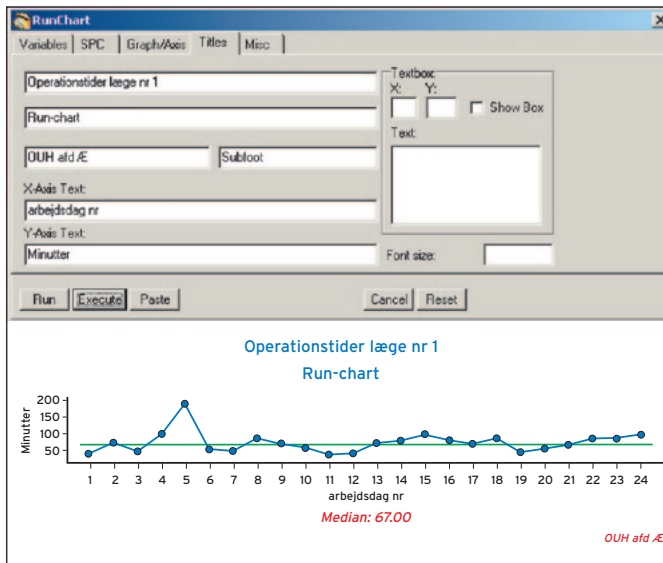 RunChart
Variables SPC Graph/Axis Titles Misc
Operationstider læge nr 1
Run-chart
OUH afd Æ Subfoot
X-Axis Text:
arbejdsdag nr
Y-Axis Text:
Minutter
Textbox:
X: Y:
Show Box
Text:
Font size:
Run Execute Paste Cancel Reset
Operationstider læge nr 1
Run-chart
Minutter
200
150
100
50
1 2 3 4 5 6 7 8 9 10 11 12 13 14 15 16 17 18 19 20 21 22 23 24
arbejdsdag nr
Median: 67.00
OUH afd Æ